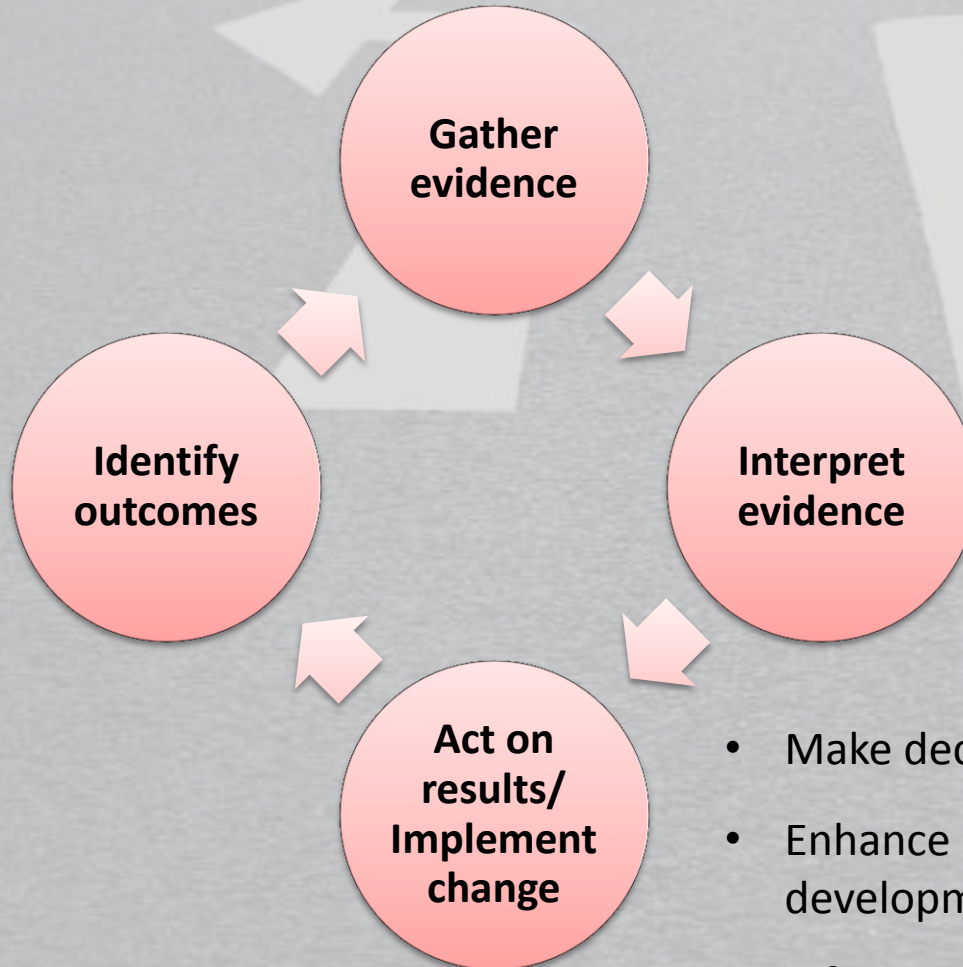 Gather
evidence
Identify
outcomes
Interpret
evidence
Act on
results/
Implement
change
• Make
• Enhance